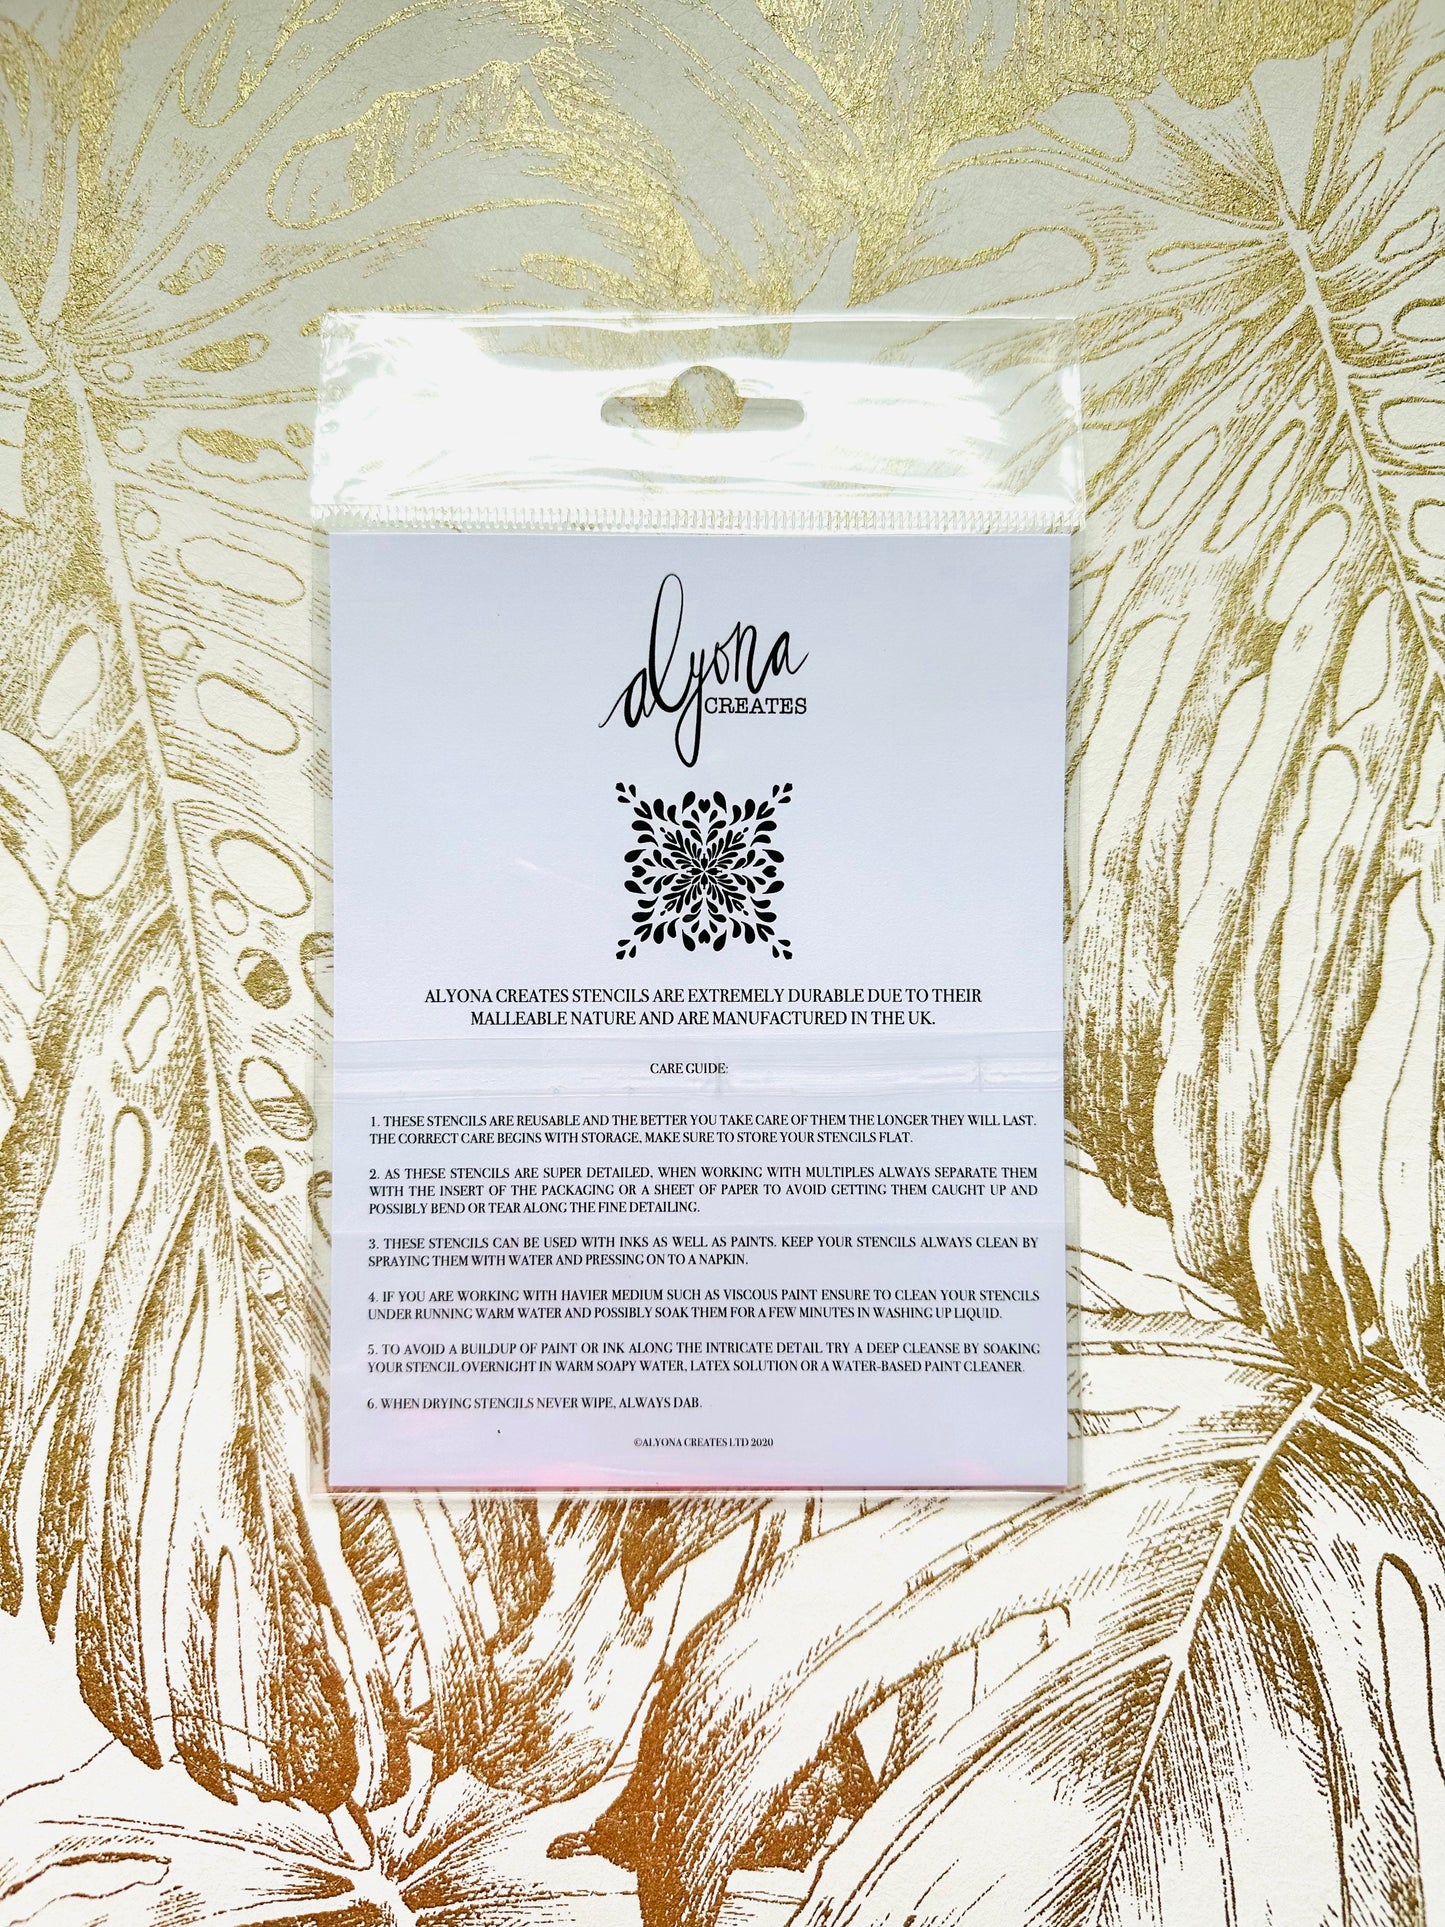 alyona
CREATES
ALYONA CREATES STENCILS ARE EXTREMELY DURABLE DUE TO THEIR
MALLEABLE NATURE AND ARE MANUFACTURED IN THE UK.
CARE GUIDE:
1. THESE STENCILS ARE REUSABLE AND THE BETTER YOU TAKE CARE OF THEM THE LONGER THEY WILL LAST.
THE CORRECT CARE BEGINS WITH STORAGE, MAKE SURE TO STORE YOUR STENCILS FLAT.
2. AS THESE STENCILS ARE SUPER DETAILED, WHEN WORKING WITH MULTIPLES ALWAYS SEPARATE THEM
WITH THE INSERT OF THE PACKAGING OR A SHEET OF PAPER TO AVOID GETTING THEM CAUGHT UP AND
POSSIBLY BEND OR TEAR ALONG THE FINE DETAILING.
3. THESE STENCILS CAN BE USED WITH INKS AS WELL AS PAINTS. KEEP YOUR STENCILS ALWAYS CLEAN BY
SPRAYING THEM WITH WATER AND PRESSING ON TO A NAPKIN.
4. IF YOU ARE WORKING WITH HAVIER MEDIUM SUCH AS VISCOUS PAINT ENSURE TO CLEAN YOUR STENCILS
UNDER RUNNING WARM WATER AND POSSIBLY SOAK THEM FOR A FEW MINUTES IN WASHING UP LIQUID.
5. TO AVOID A BUILDUP OF PAINT OR INK ALONG THE INTRICATE DETAIL TRY A DEEP CLEANSE BY SOAKING
YOUR STENCIL OVERNIGHT IN WARM SOAPY WATER, LATEX SOLUTION OR A WATER-BASED PAINT CLEANER.
6. WHEN DRYING STENCILS NEVER WIPE, ALWAYS DAB.
©ALYONA CREATES LTD 2020